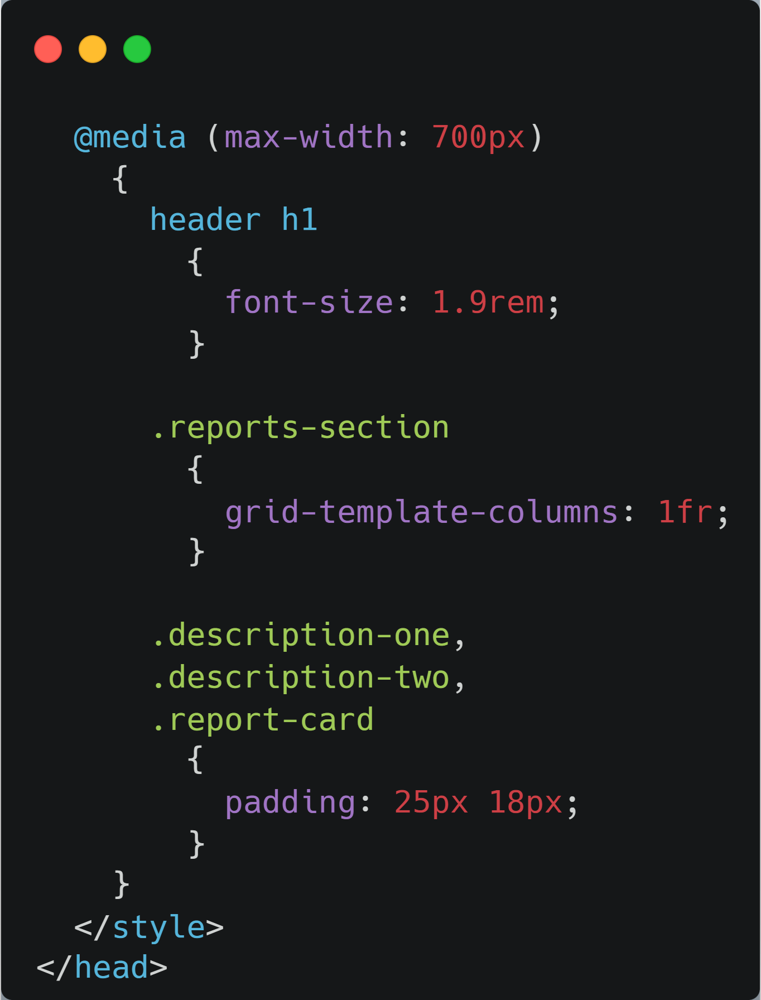 @media (max-width: 700px)
{
header h1
{
font-size: 1.9rem;
}
.reports-section
{
grid-template-columns: 1fr;
}
.description-one,
.description-two,
.report-card
{
padding: 25px 18px;
}
}
</style>
</head>